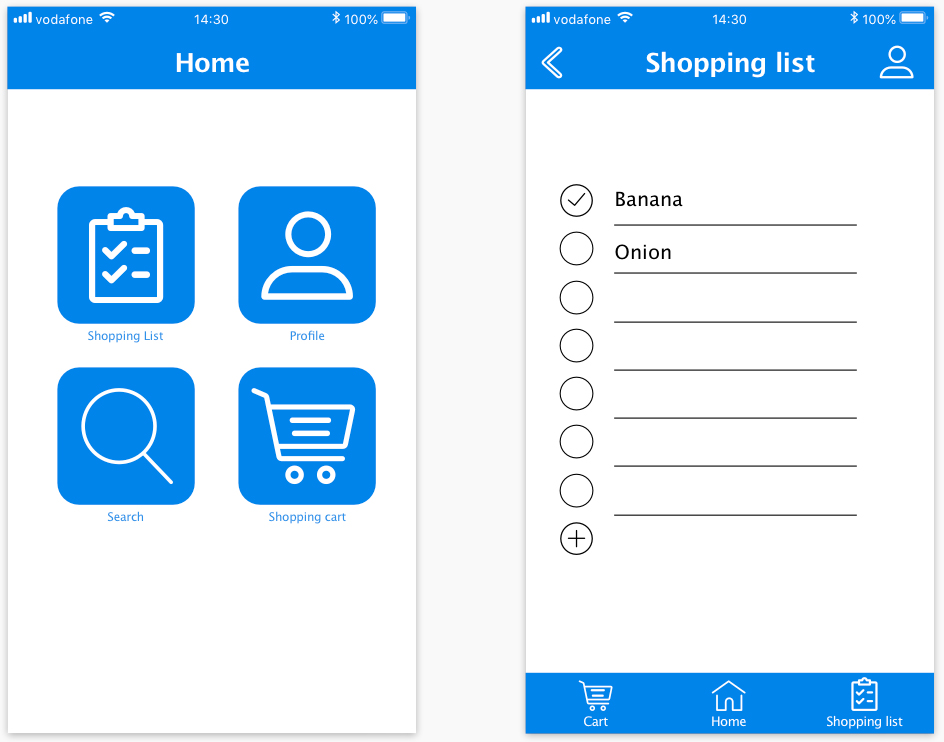 vodafone 14:30 100%
Home
Shopping List Profile
Search Shopping cart
vodafone 14:30 100%
Shopping list
Banana
Onion
Cart Home Shopping list